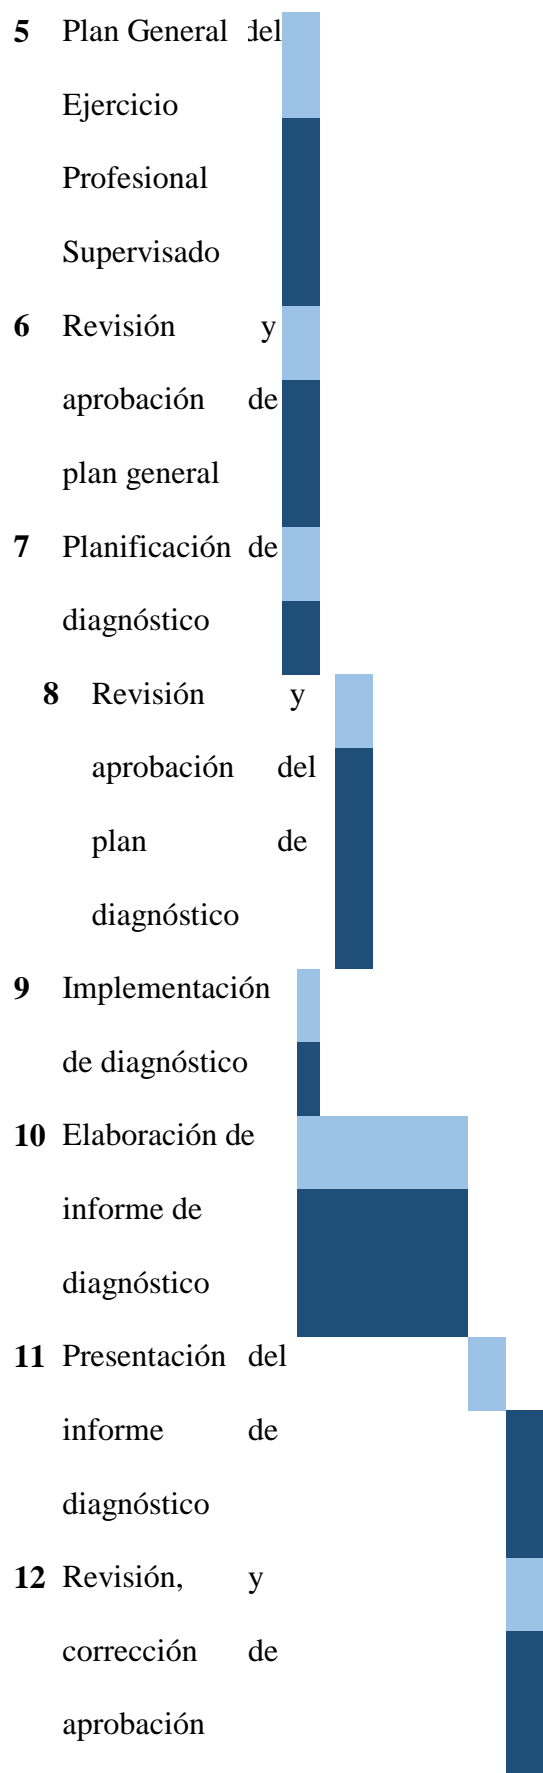 5 Plan General del
Ejercicio
Profesional
Supervisado
6 Revisión y
aprobación de
plan general
7 Planificación de
diagnóstico
8 Revisión y
aprobación del
plan de
diagnóstico
9 Implementación
de diagnóstico
10 Elaboración de
informe de
diagnóstico
11 Presentación del
informe de
diagnóstico
12 Revisión, y
corrección de
aprobación